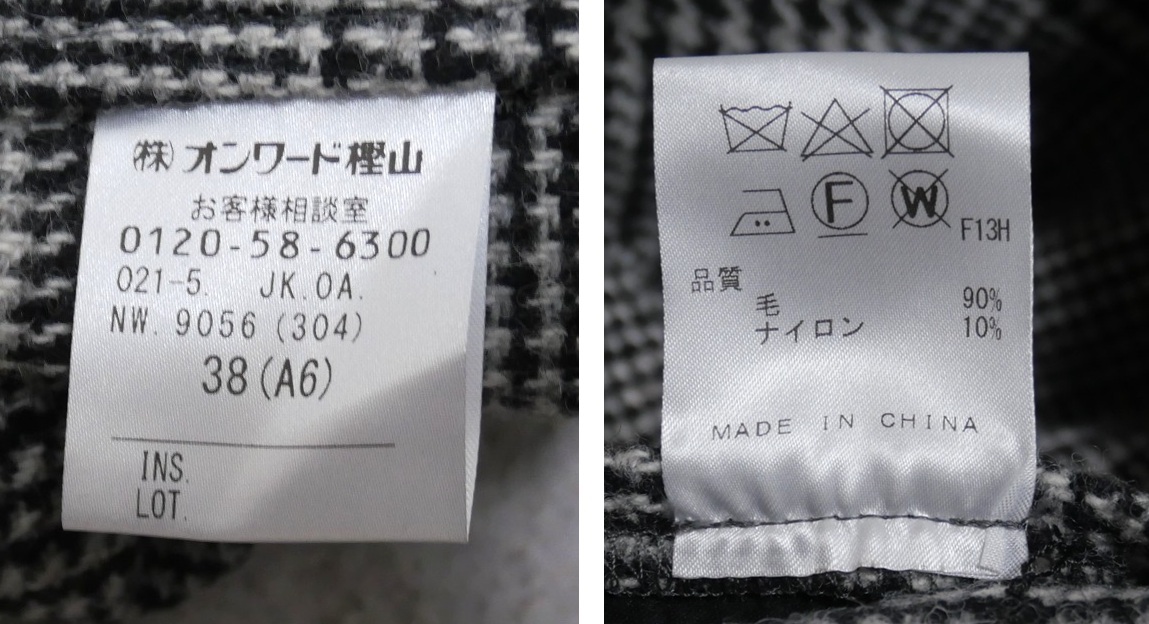 (株)オンワード樫山
お客様相談室
0120-58-6300
021-5. JK.OA.
NW. 9056 (304)
38(A6)
INS.
LOT.
F W F13H
品質
毛 90%
ナイロン 10%
MADE IN CHINA